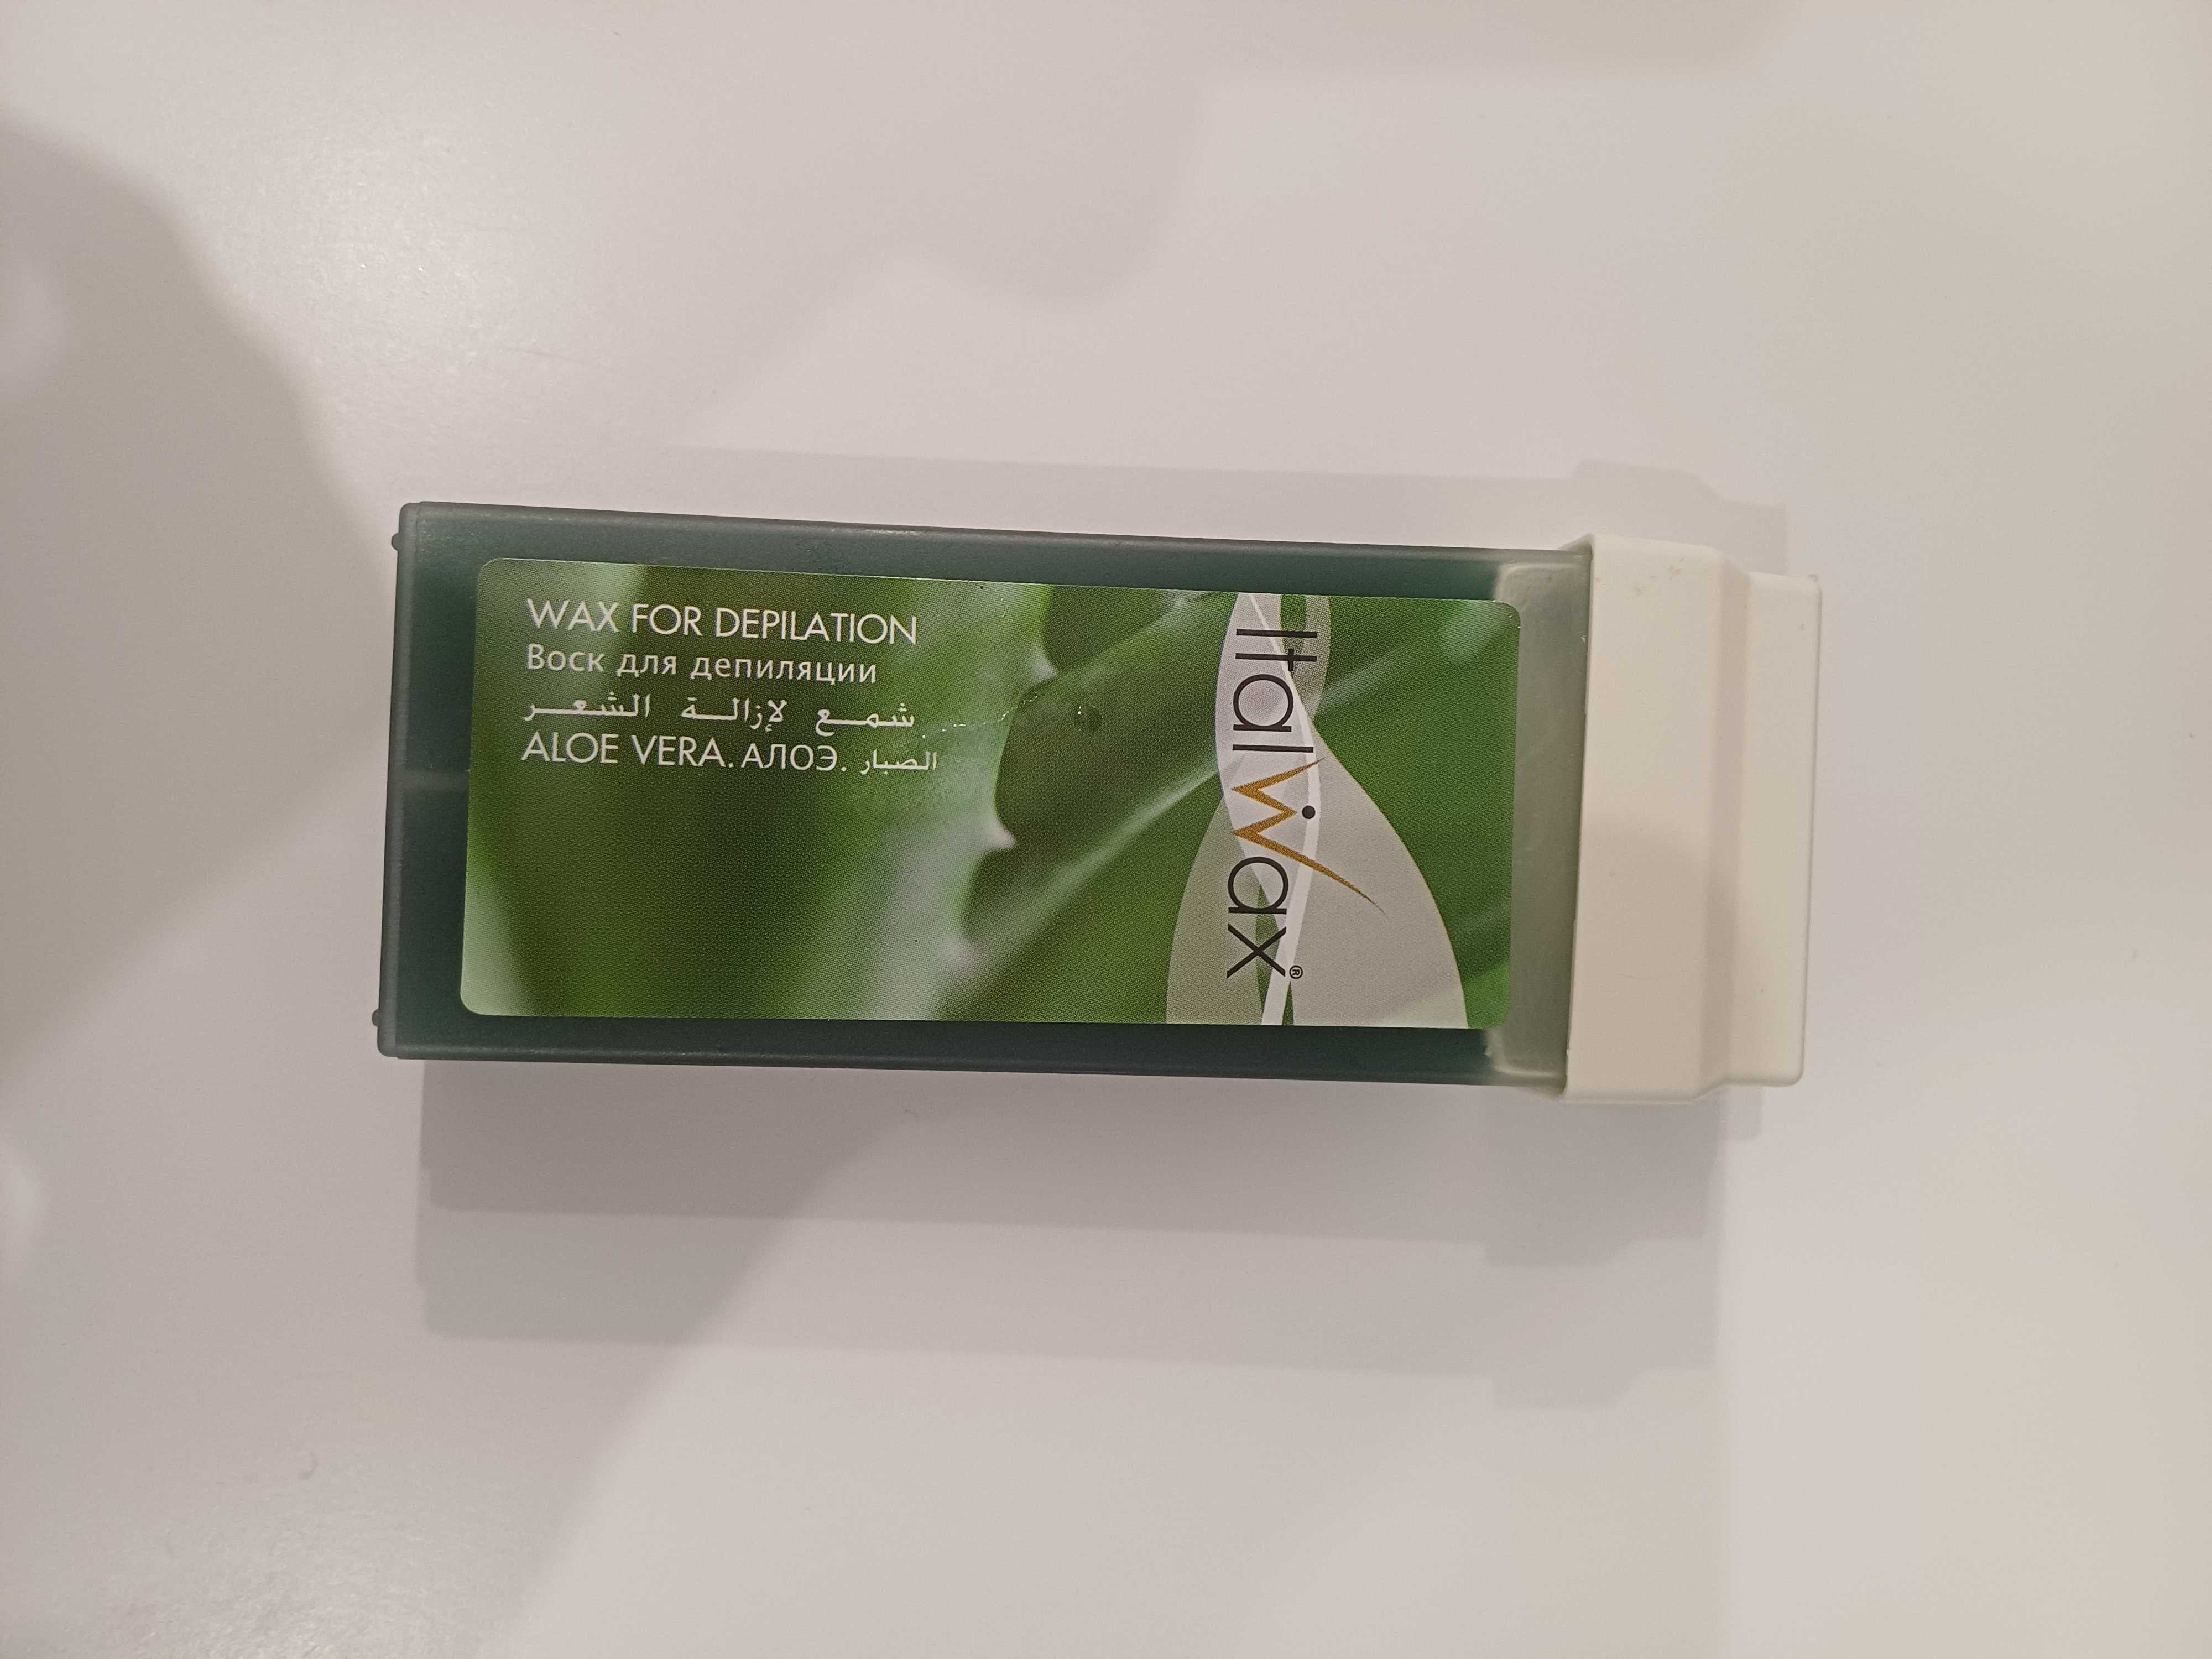 WAX FOR DEPILATION
Воск для депиляции
شمع لإزالة الشعر
ALOE VERA. АЛОЭ. الصبار
ItalWax®